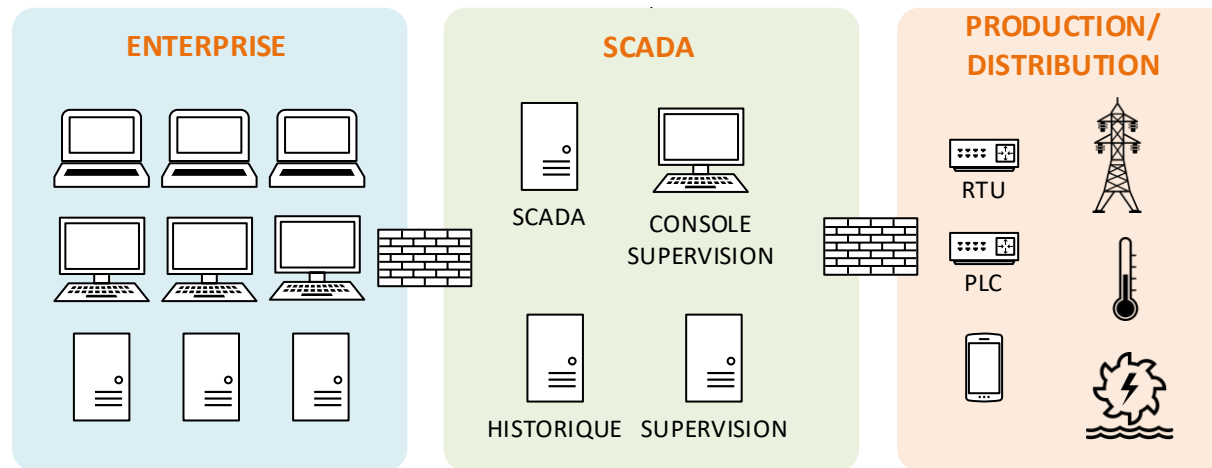 ENTERPRISE
SCADA
PRODUCTION/
DISTRIBUTION
SCADA
CONSOLE
SUPERVISION
RTU
PLC
HISTORIQUE
SUPERVISION